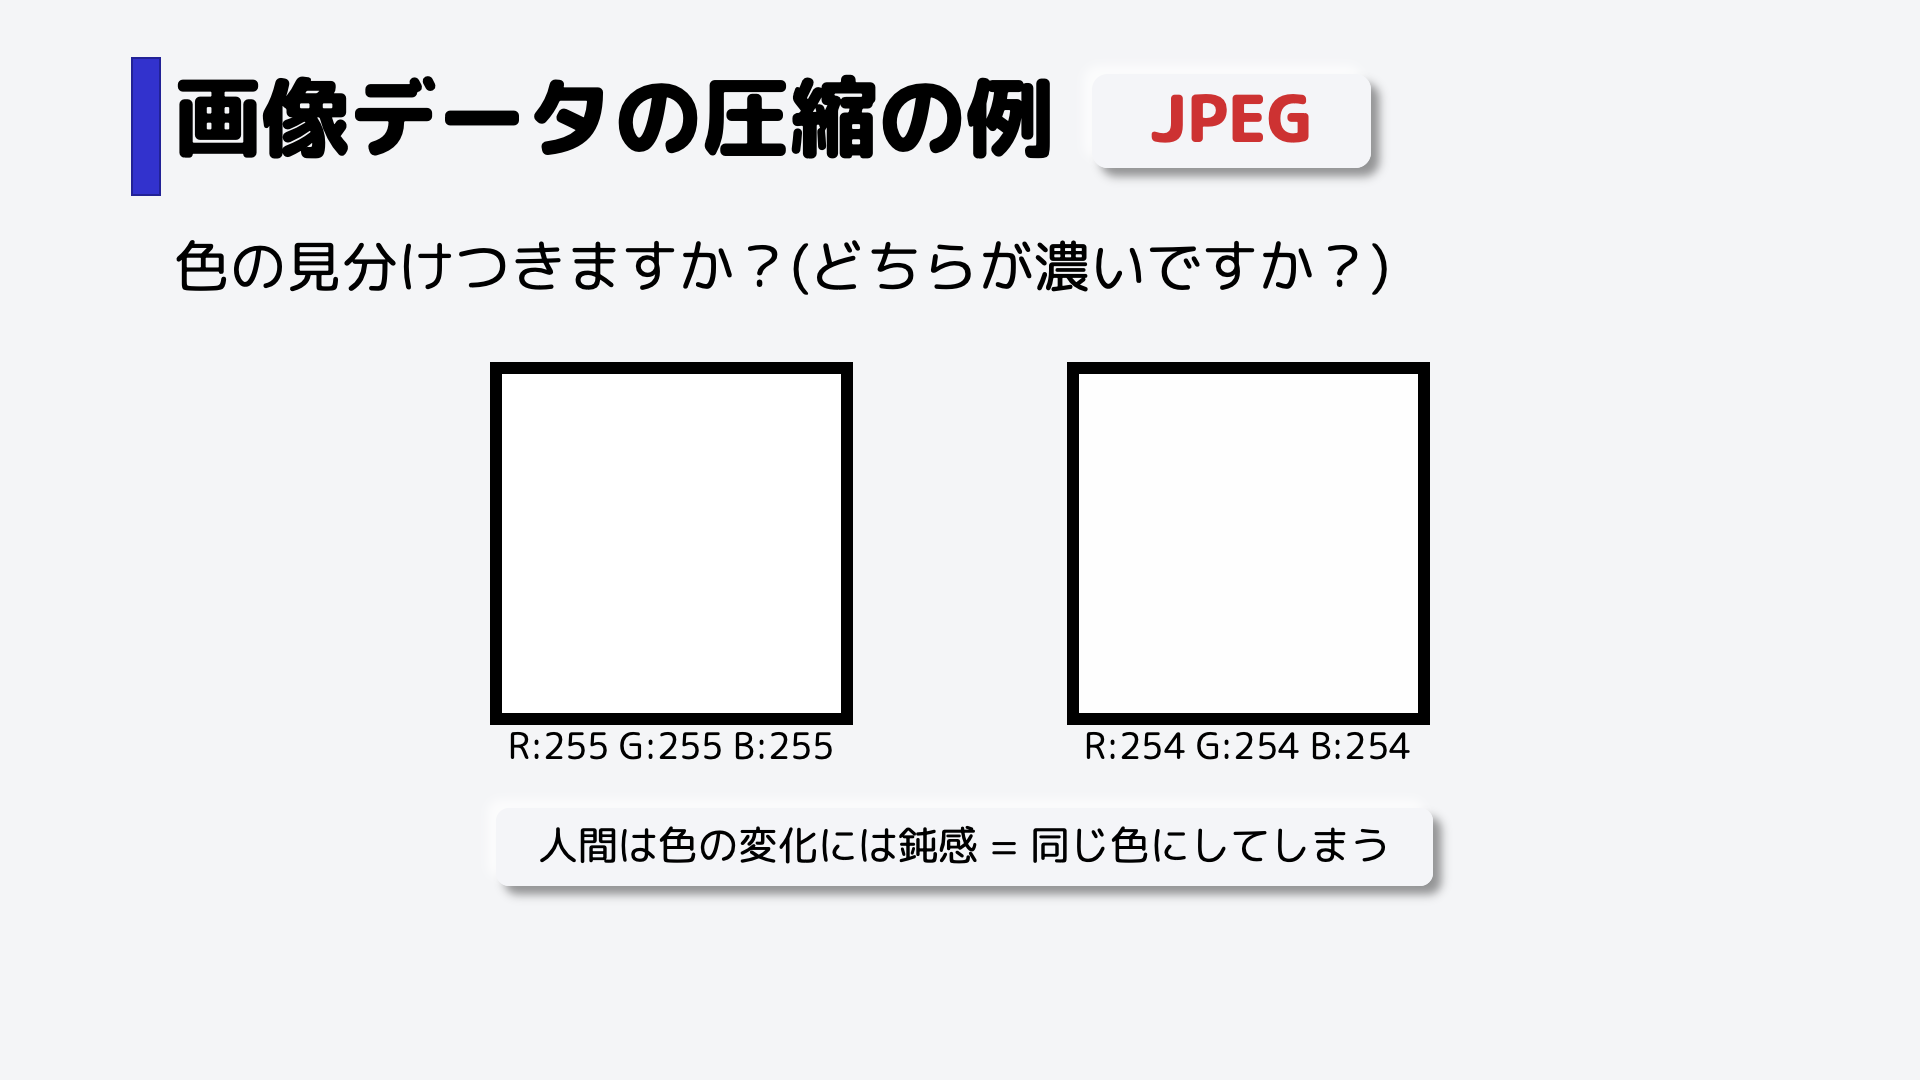 画像データの圧縮の例
JPEG
色の見分けつきますか？(どちらが濃いですか？)
R:255 G:255 B:255
R:254 G:254 B:254
人間は色の変化には鈍感 = 同じ色にしてしまう